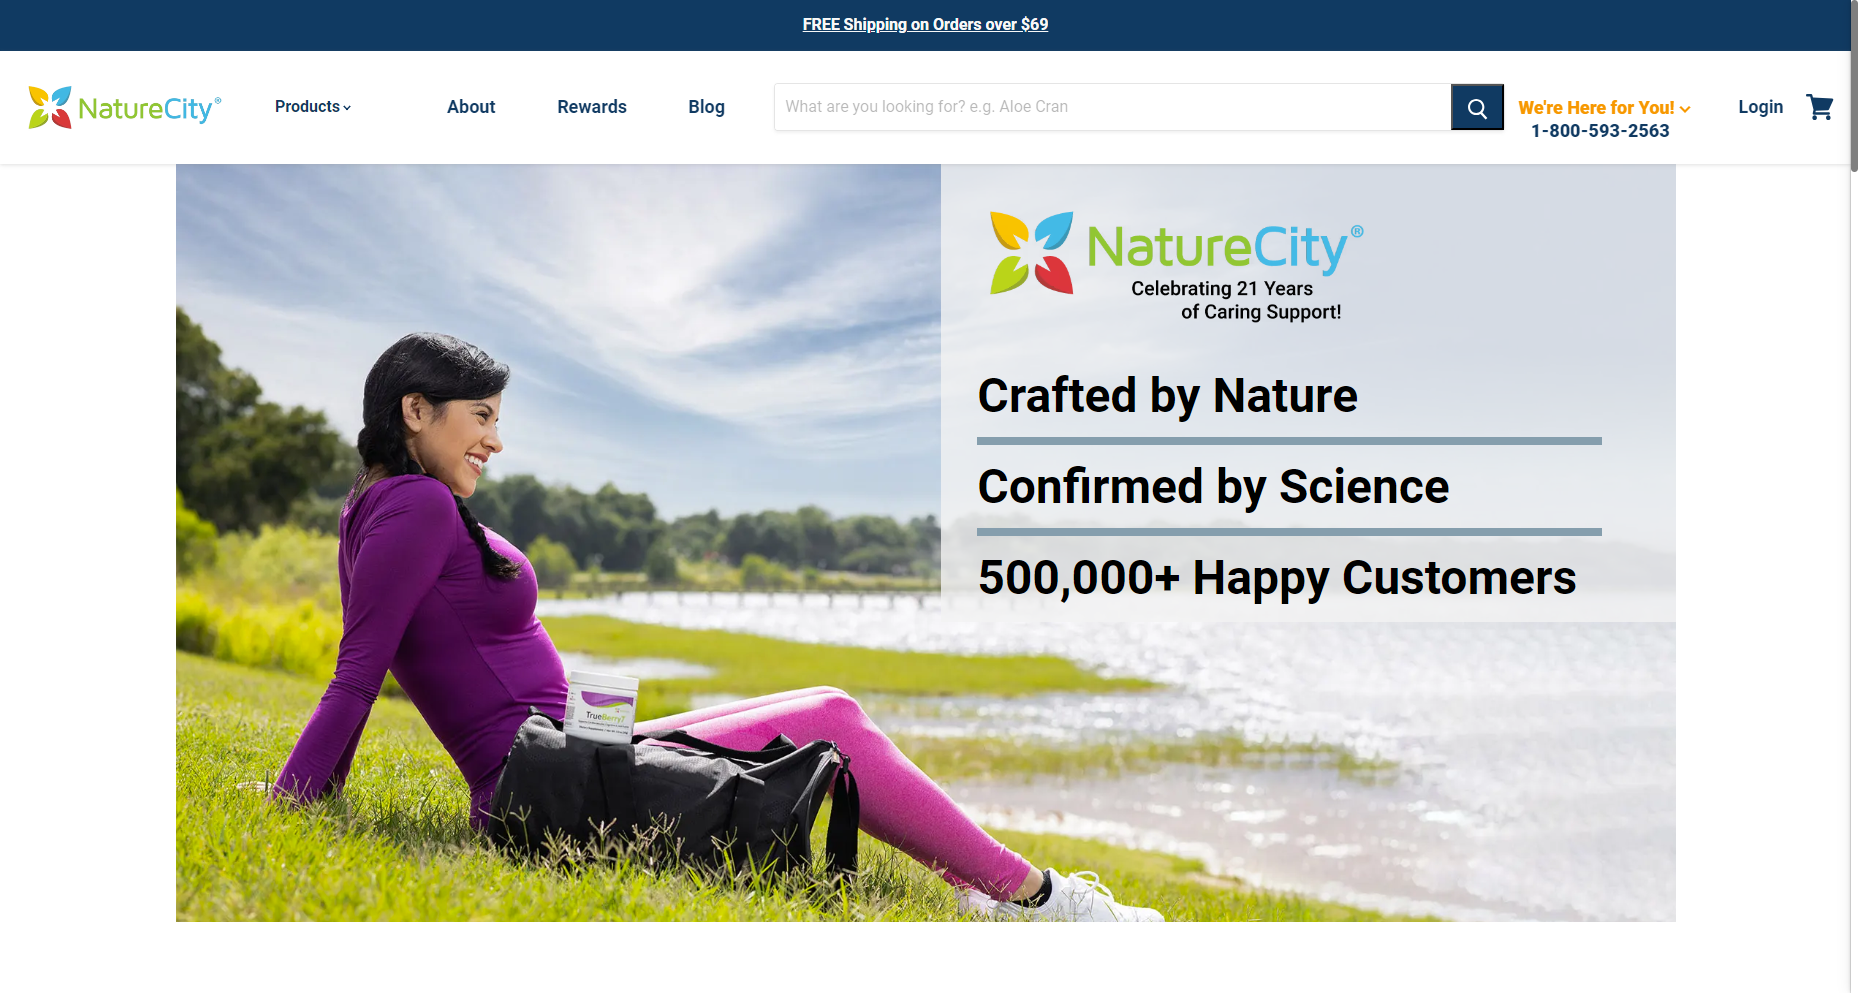 FREE Shipping on Orders over $69
NatureCity®
Products
About
Rewards
Blog
What are you looking for? e.g. Aloe Cran
We're Here for You!
1-800-593-2563
Login
NatureCity®
Celebrating 21 Years
of Caring Support!
Crafted by Nature
Confirmed by Science
500,000+ Happy Customers
TrueBerry7